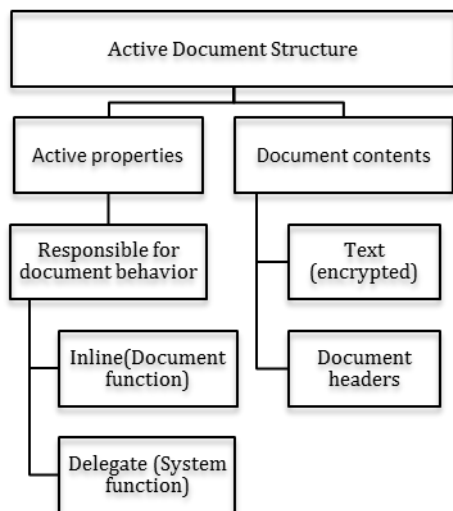 Active Document Structure
Active properties
Document contents
Responsible for
document behavior
Text
(encrypted)
Inline(Document
function)
Document
headers
Delegate (System
function)